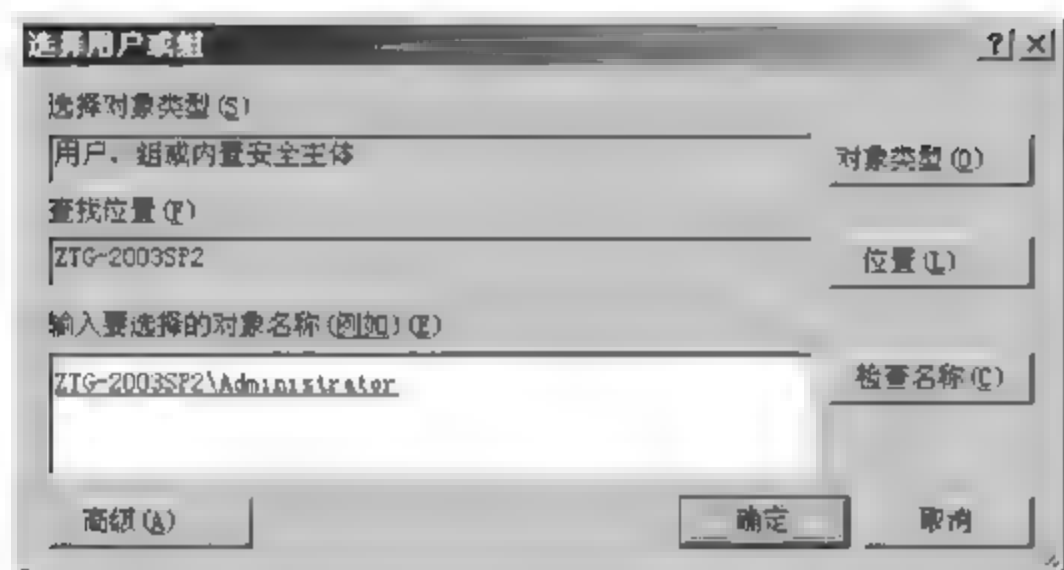 选择用户或组
选择对象类型(S)
用户、组或内置安全主体
对象类型(O)
查找位置(F)
ZTG-2003SP2
位置(L)
输入要选择的对象名称(例如)(E)
ZTG-2003SP2\Administrator
检查名称(C)
高级(A)
确定
取消